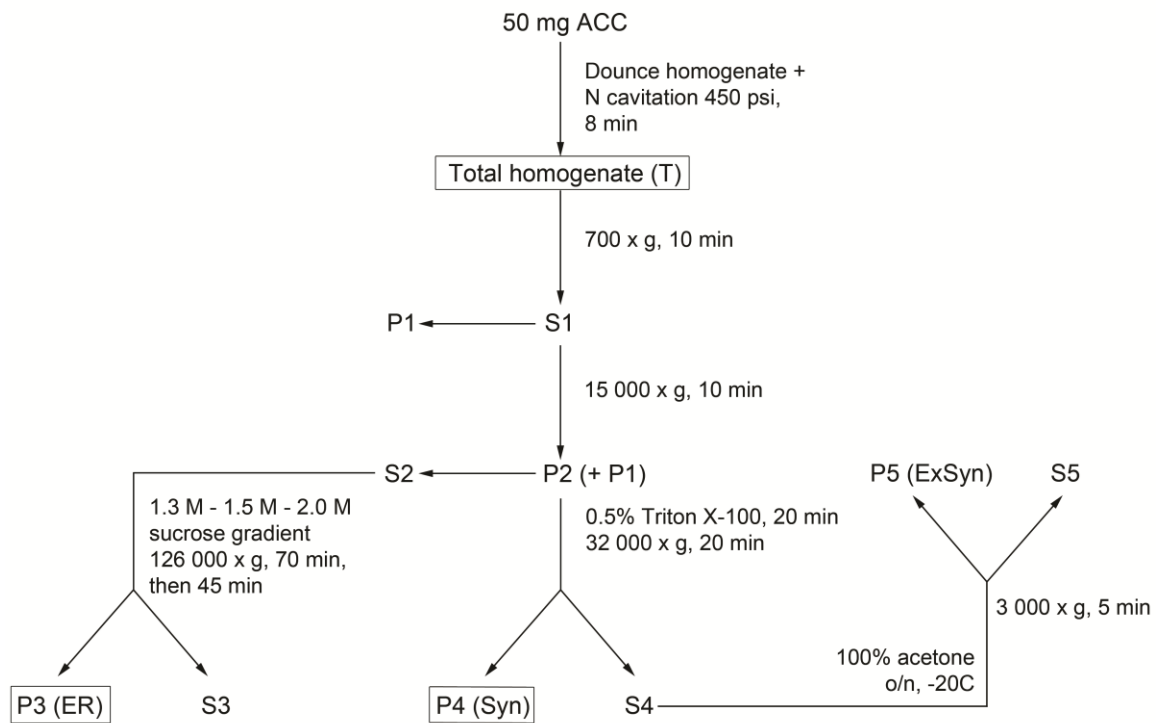 50 mg ACC
Dounce homogenate +
N cavitation 450 psi,
8 min
Total homogenate (T)
700 x g, 10 min
P1
S1
15 000 x g, 10 min
S2
P2 (+ P1)
P5 (ExSyn)
S5
1.3 M - 1.5 M - 2.0 M
sucrose gradient
126 000 x g, 70 min,
then 45 min
0.5% Triton X-100, 20 min
32 000 x g, 20 min
3 000 x g, 5 min
100% acetone
o/n, -20C
P3 (ER)
S3
P4 (Syn)
S4